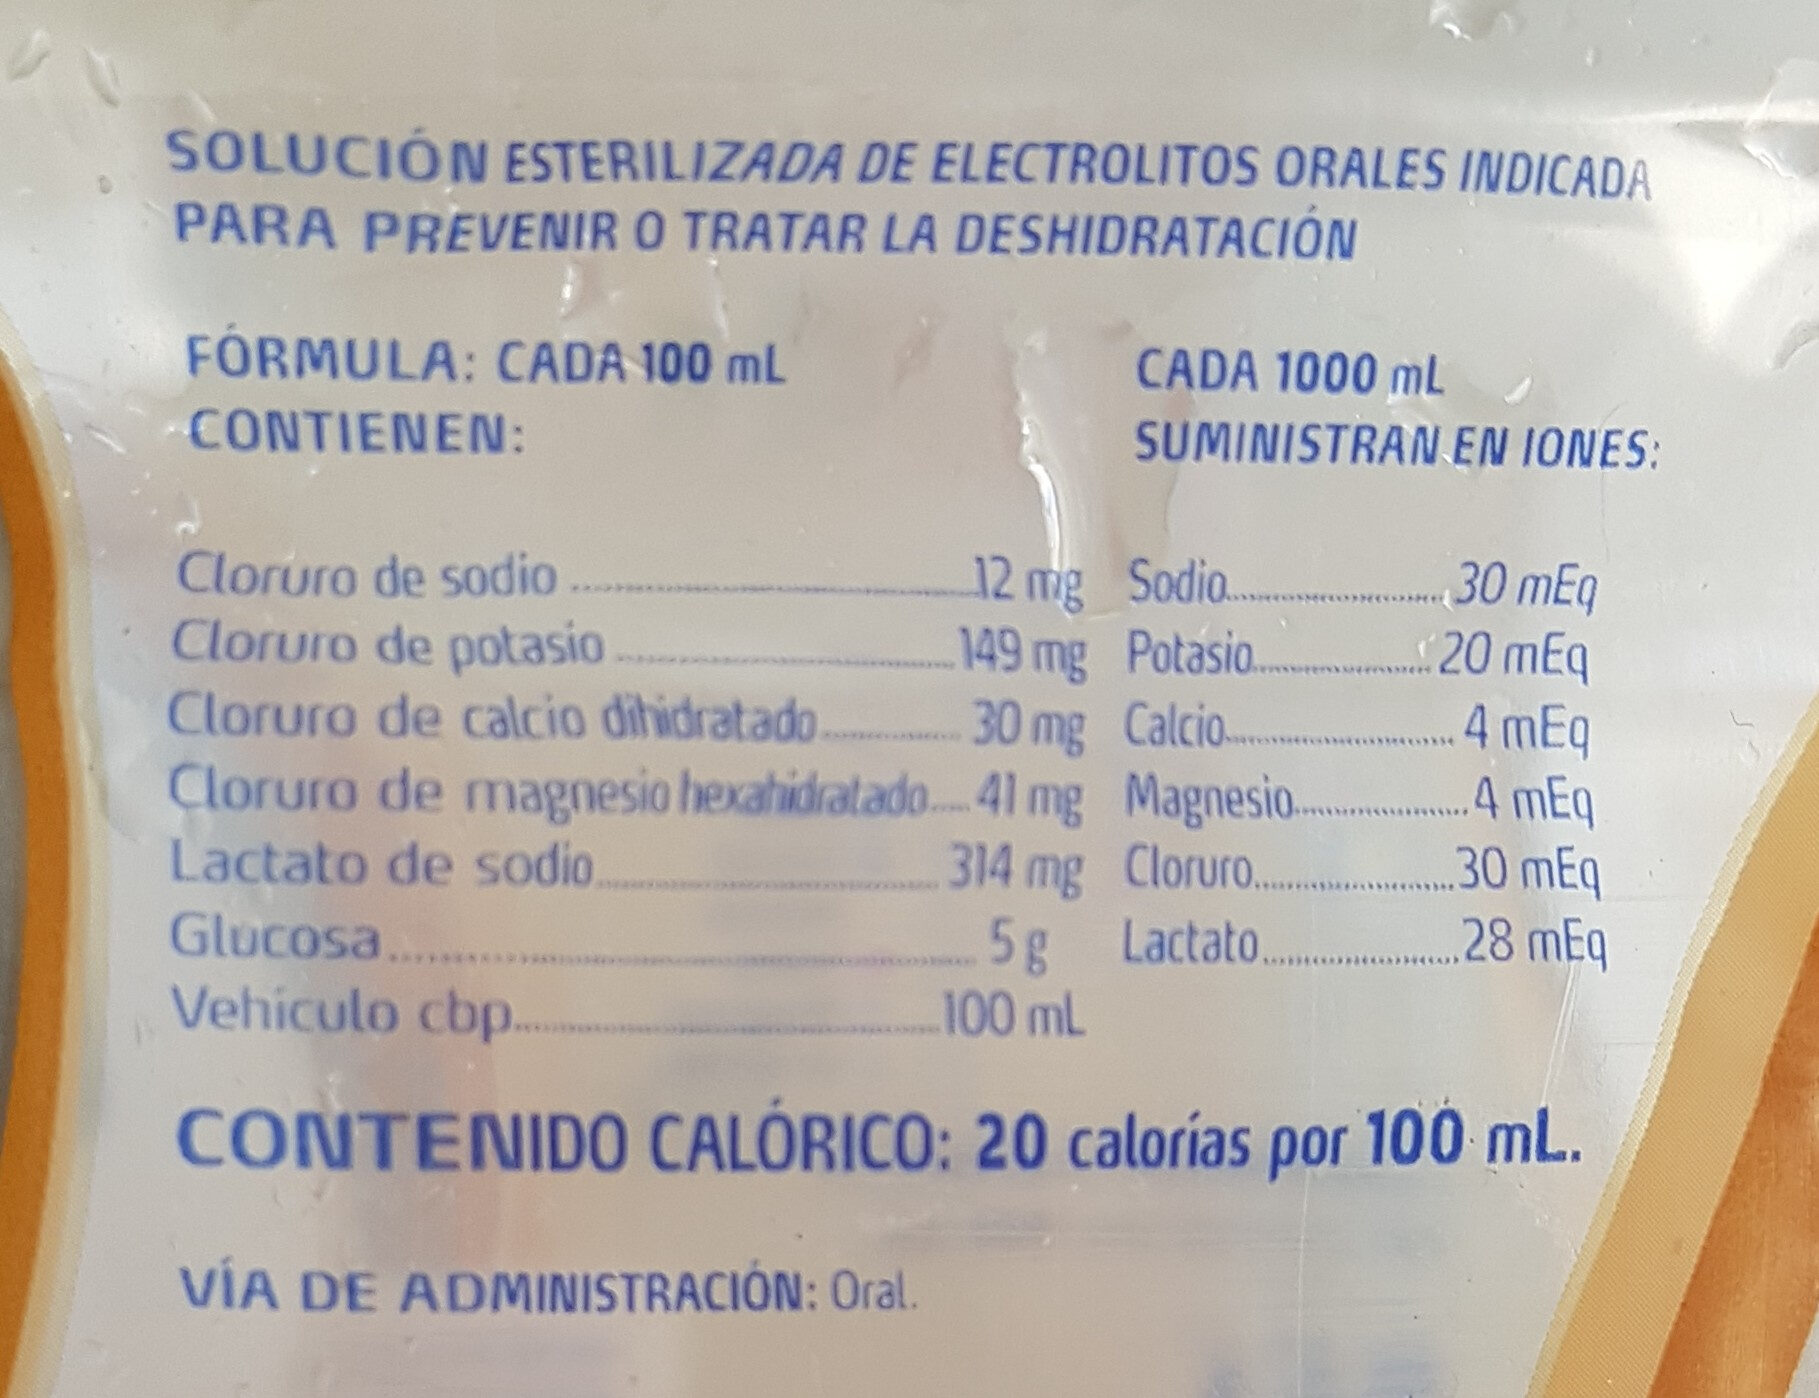 SOLUCIÓN ESTERILIZADA DE ELECTROLITOS ORALES INDICADA
PARA PREVENIR O TRATAR LA DESHIDRATACIÓN
FÓRMULA: CADA 100 mL
CONTIENEN:
Cloruro de sodio ........ 12 mg
Cloruro de potasio ........ 149 mg
Cloruro de calcio dihidratado ........ 30 mg
Cloruro de magnesio hexahidratado .... 41 mg
Lactato de sodio ........ 314 mg
Glucosa ........ 5 g
Vehículo cbp ........ 100 mL
CADA 1000 mL
SUMINISTRAN EN IONES:
Sodio ........ 30 mEq
Potasio ........ 20 mEq
Calcio ........ 4 mEq
Magnesio ........ 4 mEq
Cloruro ........ 30 mEq
Lactato ........ 28 mEq
CONTENIDO CALÓRICO: 20 calorías por 100 mL.
VÍA DE ADMINISTRACIÓN: Oral.